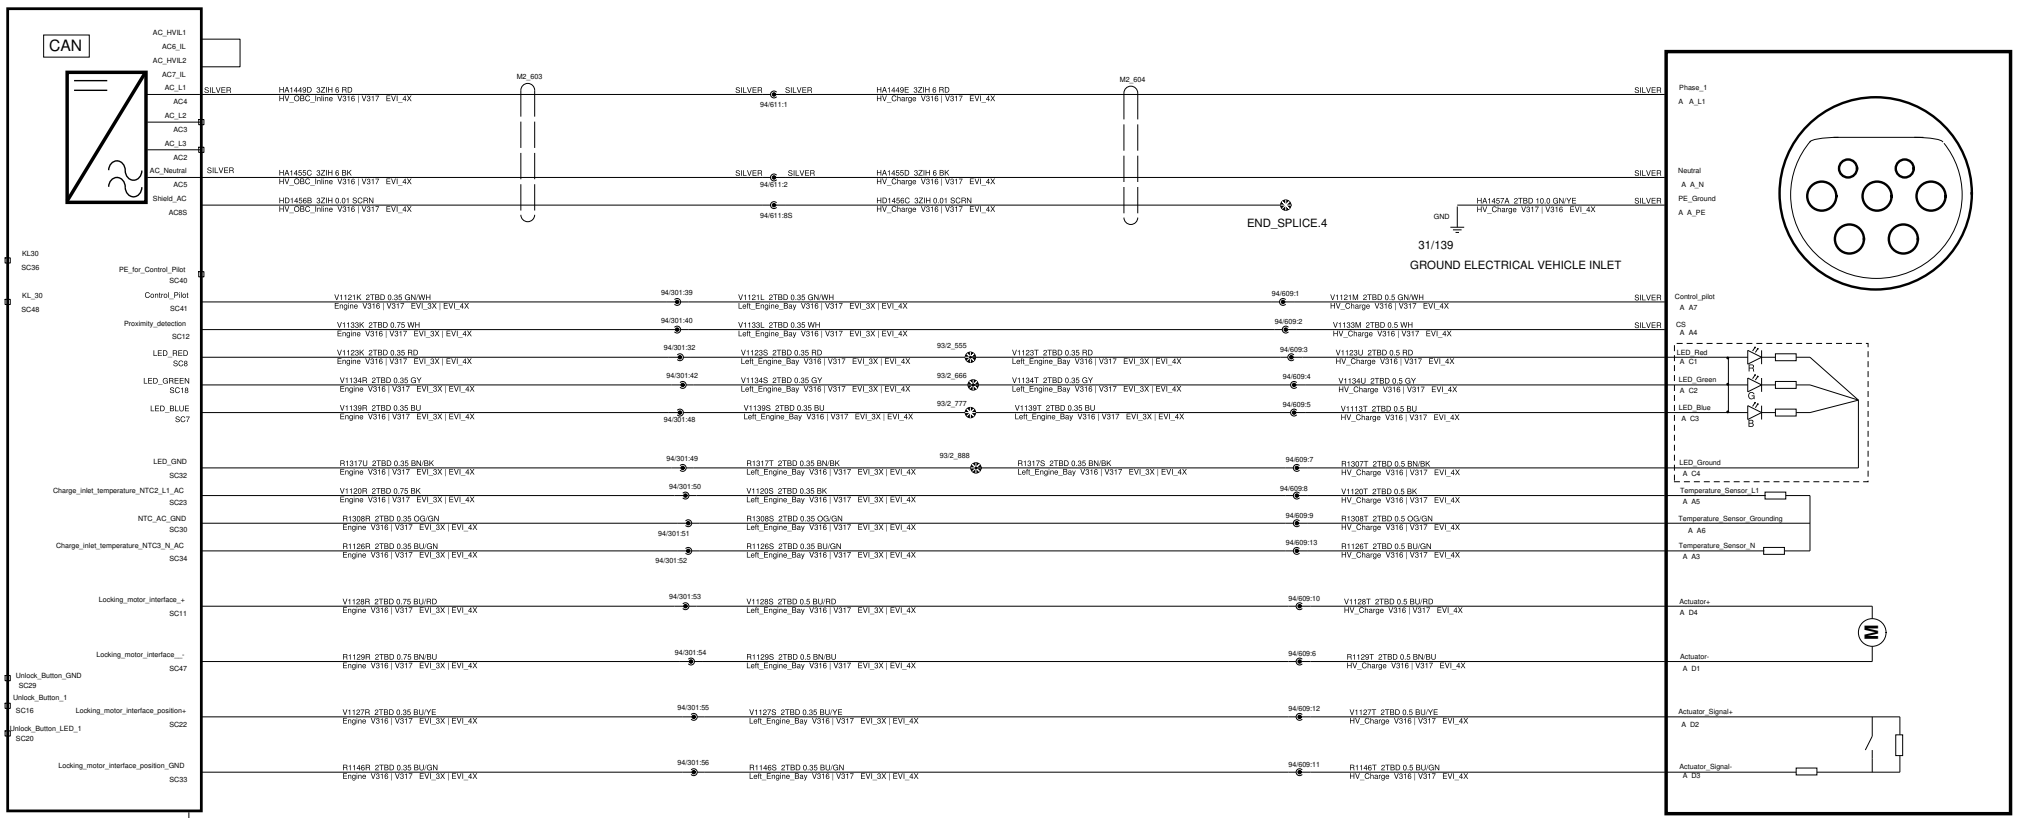 CAN
AC_HVIL1
AC6_IL
AC_HVIL2
AC7_IL
AC_L1
AC4
AC_L2
AC3
AC_L3
AC2
AC_Neutral
AC5
Shield_AC
AC8S
KL30
SC36
KL_30
SC48
PE_for_Control_Pilot
SC40
Control_Pilot
SC41
Proximity_detection
SC12
LED_RED
SC8
LED_GREEN
SC18
LED_BLUE
SC7
LED_GND
SC32
Charge_inlet_temperature_NTC2_L1_AC
SC23
NTC_AC_GND
SC30
Charge_inlet_temperature_NTC3_N_AC
SC34
Locking_motor_interface_+
SC11
Locking_motor_interface__-
SC47
Unlock_Button_GND
SC29
Unlock_Button_1
SC16
Locking_motor_interface_position+
SC22
Unlock_Button_LED_1
SC20
Locking_motor_interface_position_GND
SC33
M2_603
M2_604
SILVER HA1449D 3ZIH 6 RD SILVER SILVER HA1449E 3ZIH 6 RD SILVER
HV_OBC_Inline V316 | V317 EVI_4X 94/611:1 HV_Charge V316 | V317 EVI_4X
SILVER HA1455C 3ZIH 6 BK SILVER SILVER HA1455D 3ZIH 6 BK SILVER
HV_OBC_Inline V316 | V317 EVI_4X 94/611:2 HV_Charge V316 | V317 EVI_4X
HD1456B 3ZIH 0.01 SCRN HD1456C 3ZIH 0.01 SCRN HA1457A 2TBD 10.0 GN/YE SILVER
HV_OBC_Inline V316 | V317 EVI_4X 94/611:8S HV_Charge V316 | V317 EVI_4X HV_Charge V317 | V316 EVI_4X
END_SPLICE.4
GND
31/139
GROUND ELECTRICAL VEHICLE INLET
V1121K 2TBD 0.35 GN/WH 94/301:39 V1121L 2TBD 0.35 GN/WH 94/609:1 V1121M 2TBD 0.5 GN/WH SILVER
Engine V316 | V317 EVI_3X | EVI_4X Left_Engine_Bay V316 | V317 EVI_3X | EVI_4X HV_Charge V316 | V317 EVI_4X
V1133K 2TBD 0.75 WH 94/301:40 V1133L 2TBD 0.35 WH 94/609:2 V1133M 2TBD 0.5 WH SILVER
Engine V316 | V317 EVI_3X | EVI_4X Left_Engine_Bay V316 | V317 EVI_3X | EVI_4X HV_Charge V316 | V317 EVI_4X
V1123K 2TBD 0.35 RD 94/301:32 V1123S 2TBD 0.35 RD 93/2_555 V1123T 2TBD 0.35 RD 94/609:3 V1123U 2TBD 0.5 RD
Engine V316 | V317 EVI_3X | EVI_4X Left_Engine_Bay V316 | V317 EVI_3X | EVI_4X Left_Engine_Bay V316 | V317 EVI_3X | EVI_4X HV_Charge V316 | V317 EVI_4X
V1134R 2TBD 0.35 GY 94/301:42 V1134S 2TBD 0.35 GY 93/2_666 V1134T 2TBD 0.35 GY 94/609:4 V1134U 2TBD 0.5 GY
Engine V316 | V317 EVI_3X | EVI_4X Left_Engine_Bay V316 | V317 EVI_3X | EVI_4X Left_Engine_Bay V316 | V317 EVI_3X | EVI_4X HV_Charge V316 | V317 EVI_4X
V1139R 2TBD 0.35 BU 94/301:48 V1139S 2TBD 0.35 BU 93/2_777 V1139T 2TBD 0.35 BU 94/609:5 V1113T 2TBD 0.5 BU
Engine V316 | V317 EVI_3X | EVI_4X Left_Engine_Bay V316 | V317 EVI_3X | EVI_4X Left_Engine_Bay V316 | V317 EVI_3X | EVI_4X HV_Charge V316 | V317 EVI_4X
R1317U 2TBD 0.35 BN/BK 94/301:49 R1317T 2TBD 0.35 BN/BK 93/2_888 R1317S 2TBD 0.35 BN/BK 94/609:7 R1307T 2TBD 0.5 BN/BK
Engine V316 | V317 EVI_3X | EVI_4X Left_Engine_Bay V316 | V317 EVI_3X | EVI_4X Left_Engine_Bay V316 | V317 EVI_3X | EVI_4X HV_Charge V316 | V317 EVI_4X
V1120R 2TBD 0.75 BK 94/301:50 V1120S 2TBD 0.35 BK 94/609:8 V1120T 2TBD 0.5 BK
Engine V316 | V317 EVI_3X | EVI_4X Left_Engine_Bay V316 | V317 EVI_3X | EVI_4X HV_Charge V316 | V317 EVI_4X
R1308R 2TBD 0.35 OG/GN 94/301:51 R1308S 2TBD 0.35 OG/GN 94/609:9 R1308T 2TBD 0.5 OG/GN
Engine V316 | V317 EVI_3X | EVI_4X Left_Engine_Bay V316 | V317 EVI_3X | EVI_4X HV_Charge V316 | V317 EVI_4X
R1126R 2TBD 0.35 BU/GN 94/301:52 R1126S 2TBD 0.35 BU/GN 94/609:13 R1126T 2TBD 0.5 BU/GN
Engine V316 | V317 EVI_3X | EVI_4X Left_Engine_Bay V316 | V317 EVI_3X | EVI_4X HV_Charge V316 | V317 EVI_4X
V1128R 2TBD 0.75 BU/RD 94/301:53 V1128S 2TBD 0.5 BU/RD 94/609:10 V1128T 2TBD 0.5 BU/RD
Engine V316 | V317 EVI_3X | EVI_4X Left_Engine_Bay V316 | V317 EVI_3X | EVI_4X HV_Charge V316 | V317 EVI_4X
R1129R 2TBD 0.75 BN/BU 94/301:54 R1129S 2TBD 0.5 BN/BU 94/609:6 R1129T 2TBD 0.5 BN/BU
Engine V316 | V317 EVI_3X | EVI_4X Left_Engine_Bay V316 | V317 EVI_3X | EVI_4X HV_Charge V316 | V317 EVI_4X
V1127R 2TBD 0.35 BU/YE 94/301:55 V1127S 2TBD 0.35 BU/YE 94/609:12 V1127T 2TBD 0.5 BU/YE
Engine V316 | V317 EVI_3X | EVI_4X Left_Engine_Bay V316 | V317 EVI_3X | EVI_4X HV_Charge V316 | V317 EVI_4X
R1146R 2TBD 0.35 BU/GN 94/301:56 R1146S 2TBD 0.35 BU/GN 94/609:11 R1146T 2TBD 0.5 BU/GN
Engine V316 | V317 EVI_3X | EVI_4X Left_Engine_Bay V316 | V317 EVI_3X | EVI_4X HV_Charge V316 | V317 EVI_4X
Phase_1
A A_L1
Neutral
A A_N
PE_Ground
A A_PE
Control_pilot
A A7
CS
A A4
LED_Red
A C1
R
LED_Green
A C2
G
LED_Blue
A C3
B
LED_Ground
A C4
Temperature_Sensor_L1
A A5
Temperature_Sensor_Grounding
A A6
Temperature_Sensor_N
A A3
Actuator+
A D4
M
Actuator-
A D1
Actuator_Signal+
A D2
Actuator_Signal-
A D3